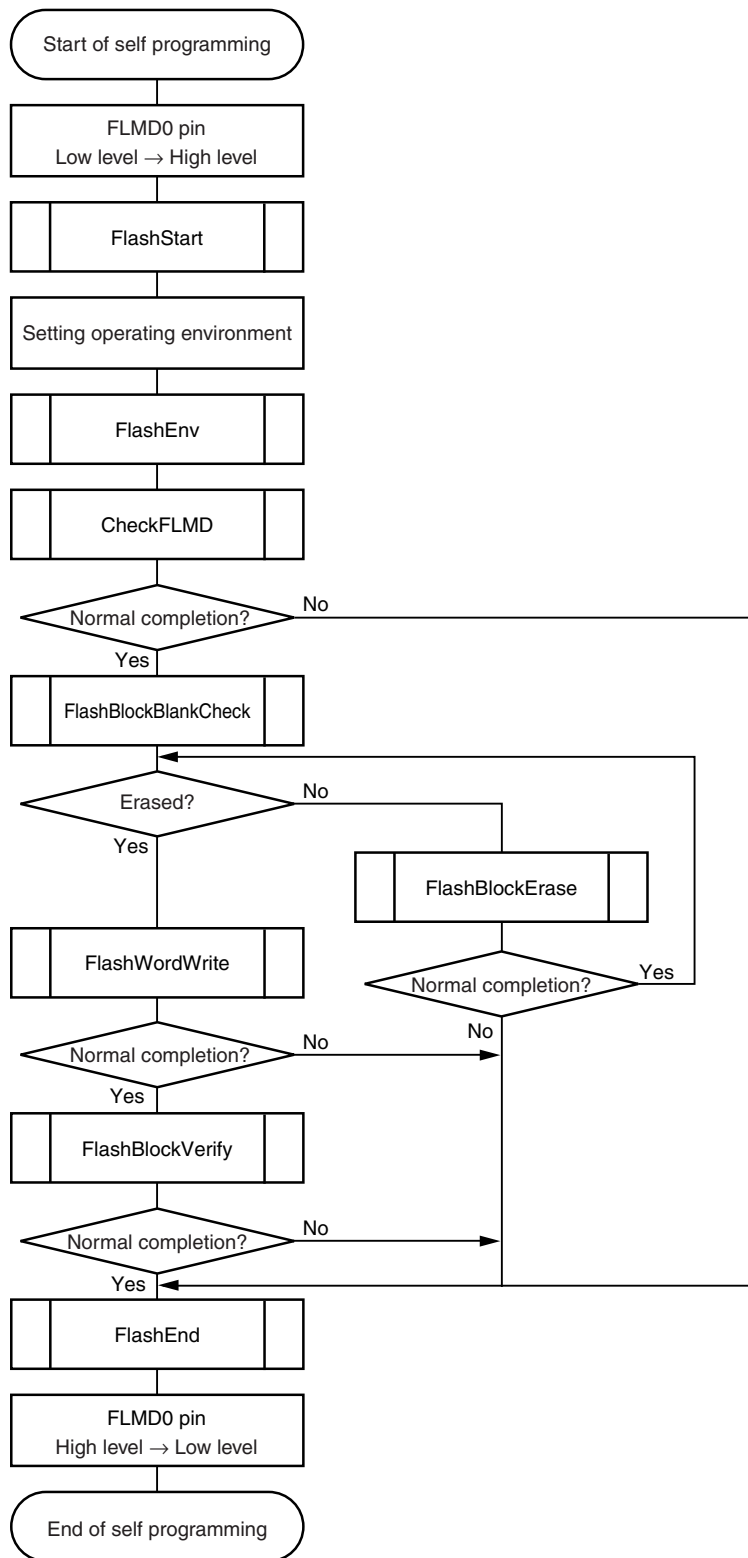 Start of self programming
FLMD0 pin
Low level → High level
FlashStart
Setting operating environment
FlashEnv
CheckFLMD
Normal completion?
No
Yes
FlashBlockBlankCheck
Erased?
No
Yes
FlashBlockErase
FlashWordWrite
Normal completion?
Yes
No
Normal completion?
No
Yes
FlashBlockVerify
Normal completion?
No
Yes
FlashEnd
FLMD0 pin
High level → Low level
End of self programming